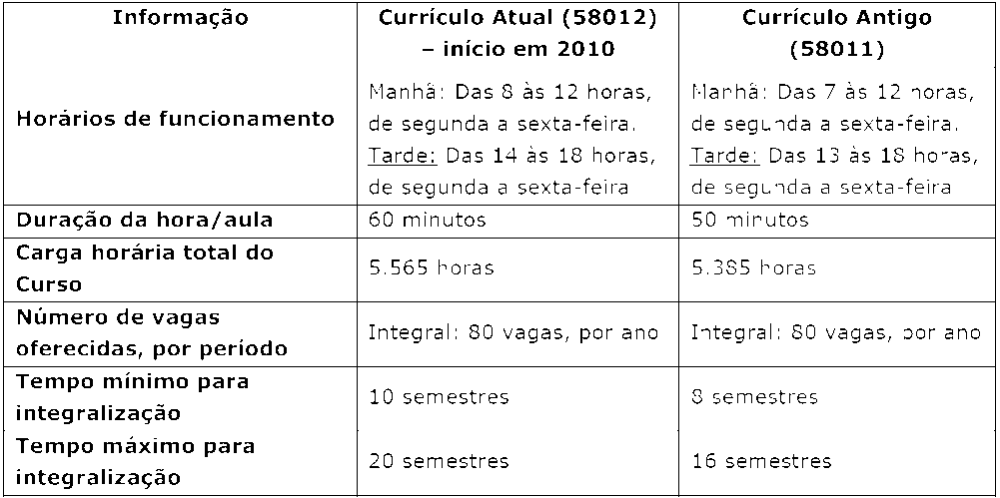 Informação
Currículo Atual (58012)
– início em 2010
Currículo Antigo
(58011)
Horários de funcionamento
Manhã: Das 8 às 12 horas,
de segunda a sexta-feira.
Tarde: Das 14 às 18 horas,
de segunda a sexta-feira
Manhã: Das 7 às 12 horas,
de segunda a sexta-feira.
Tarde: Das 13 às 18 horas,
de segunda a sexta-feira
Duração da hora/aula
60 minutos
50 minutos
Carga horária total do
Curso
5.565 horas
5.385 horas
Número de vagas
oferecidas, por período
Integral: 80 vagas, por ano
Integral: 80 vagas, por ano
Tempo mínimo para
integralização
10 semestres
8 semestres
Tempo máximo para
integralização
20 semestres
16 semestres